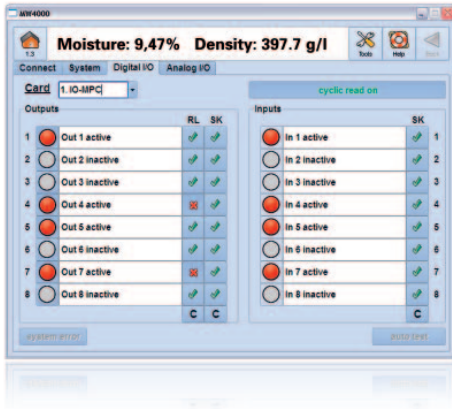 MW4000
1.3
Moisture: 9,47% Density: 397.7 g/l
Tools
Help
Connect System Digital I/O Analog I/O
Card 1. IO-MPC
cyclic read on
Outputs
RL SK
1 Out 1 active
2 Out 2 inactive
3 Out 3 inactive
4 Out 4 active
5 Out 5 active
6 Out 6 inactive
7 Out 7 active
8 Out 8 inactive
C C
Inputs
SK
In 1 active 1
In 2 inactive 2
In 3 inactive 3
In 4 active 4
In 5 active 5
In 6 inactive 6
In 7 active 7
In 8 inactive 8
C
system error
auto test